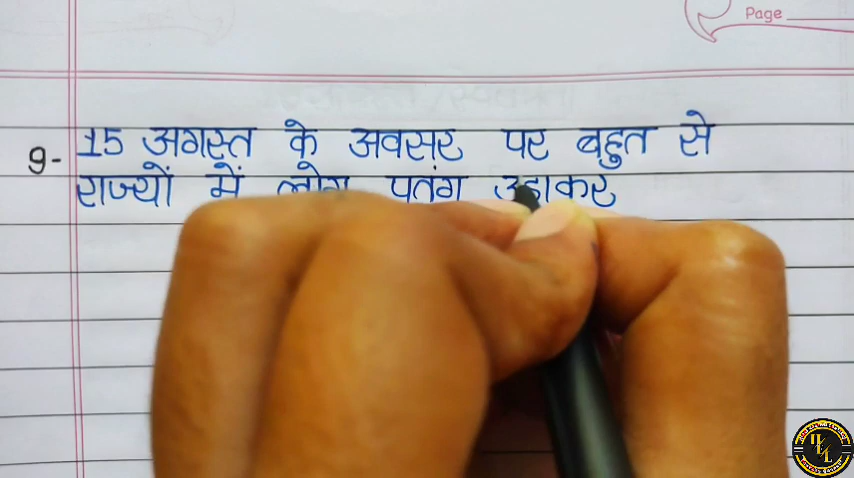 Page
9- 15 अगस्त के अवसर पर बहुत से
राज्यों में लोग पतंग उड़ाकर